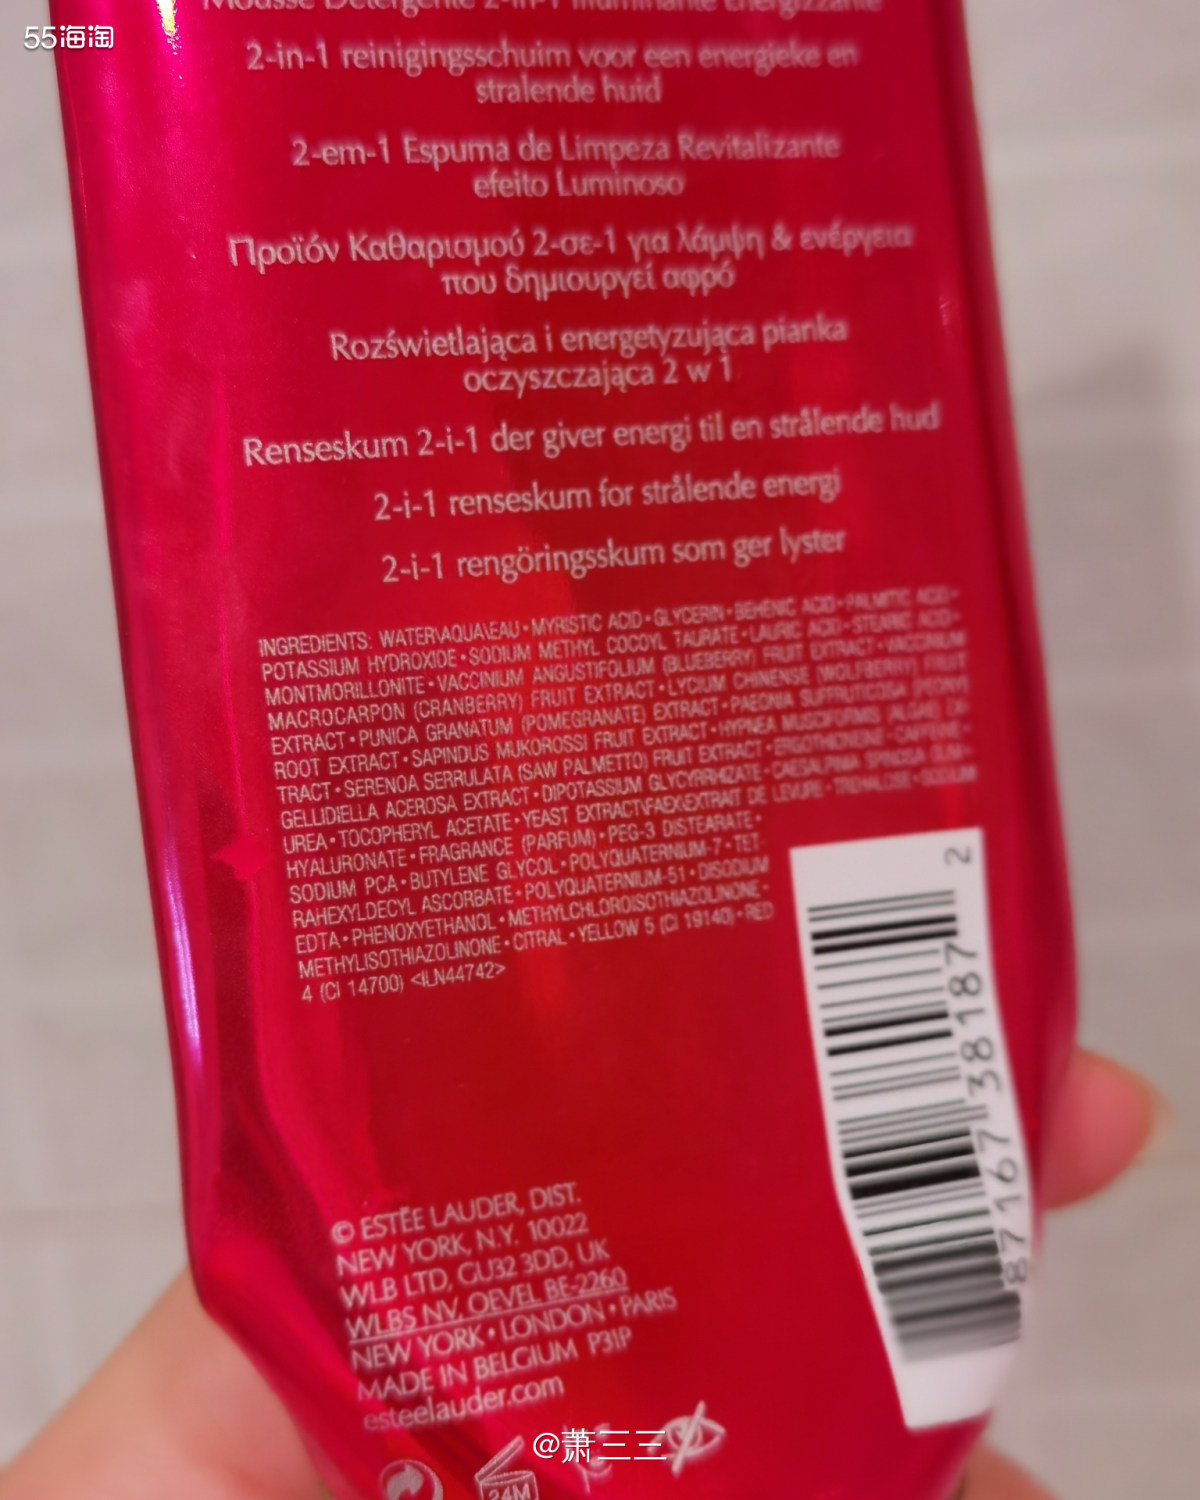 55海淘
Mousse Détergente 2-in-1 Illuminante Energizzante
2-in-1 reinigingsschuim voor een energieke en
stralende huid
2-em-1 Espuma de Limpeza Revitalizante
efeito Luminoso
Προϊόν Καθαρισμού 2-σε-1 για λάμψη & ενέργεια
που δημιουργεί αφρό
Rozświetlająca i energetyzująca pianka
oczyszczająca 2 w 1
Renseskum 2-i-1 der giver energi til en strålende hud
2-i-1 renseskum for strålende energi
2-i-1 rengöringsskum som ger lyster
INGREDIENTS: WATER\AQUA\EAU • MYRISTIC ACID • GLYCERIN • BEHENIC ACID • PALMITIC ACID •
POTASSIUM HYDROXIDE • SODIUM METHYL COCOYL TAURATE • LAURIC ACID • STEARIC ACID •
MONTMORILLONITE • VACCINIUM ANGUSTIFOLIUM (BLUEBERRY) FRUIT EXTRACT • VACCINIUM
MACROCARPON (CRANBERRY) FRUIT EXTRACT • LYCIUM CHINENSE (WOLFBERRY) FRUIT
EXTRACT • PUNICA GRANATUM (POMEGRANATE) EXTRACT • PAEONIA SUFFRUTICOSA (PEONY)
ROOT EXTRACT • SAPINDUS MUKOROSSI FRUIT EXTRACT • HYPNEA MUSCIFORMIS (ALGAE) EX-
TRACT • SERENOA SERRULATA (SAW PALMETTO) FRUIT EXTRACT • ERGOTHIONEINE • CAFFEINE •
GELLIDIELLA ACEROSA EXTRACT • DIPOTASSIUM GLYCYRRHIZATE • CAESALPINIA SPINOSA GUM •
UREA • TOCOPHERYL ACETATE • YEAST EXTRACT\FAEX\EXTRAIT DE LEVURE • TREHALOSE • SODIUM
HYALURONATE • FRAGRANCE (PARFUM) • PEG-3 DISTEARATE •
SODIUM PCA • BUTYLENE GLYCOL • POLYQUATERNIUM-7 • TET-
RAHEXYLDECYL ASCORBATE • POLYQUATERNIUM-51 • DISODIUM
EDTA • PHENOXYETHANOL • METHYLCHLOROISOTHIAZOLINONE •
METHYLISOTHIAZOLINONE • CITRAL • YELLOW 5 (CI 19140) • RED
4 (CI 14700) <ILN44742>
87167 38187 2
© ESTĒE LAUDER, DIST.
NEW YORK, N.Y. 10022
WLB LTD, GU32 3DD, UK
WLBS NV, OEVEL BE-2260
NEW YORK • LONDON • PARIS
MADE IN BELGIUM P31P
esteelauder.com
@萧三三
24M